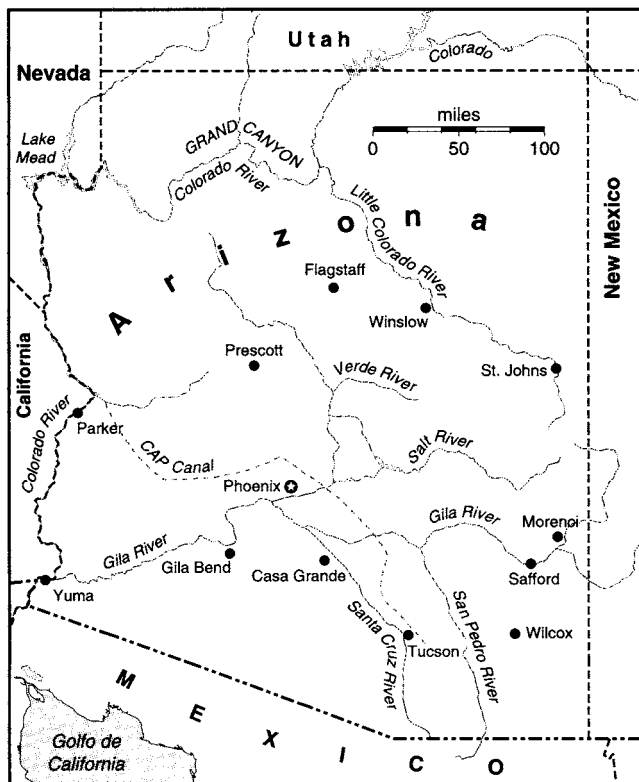 Utah
Colorado
Nevada
miles
0 50 80 100
Lake
Mead
GRAND CANYON
Colorado River
Little Colorado River
New Mexico
Arizona
Flagstaff
Winslow
Prescott
Verde River
St. Johns
California
Colorado River
Parker
CAP Canal
Salt River
Phoenix
Gila River
Morenci
Gila River
Gila Bend
Casa Grande
Safford
Yuma
Santa Cruz River
San Pedro River
Tucson
Wilcox
MEXICO
Golfo de
California